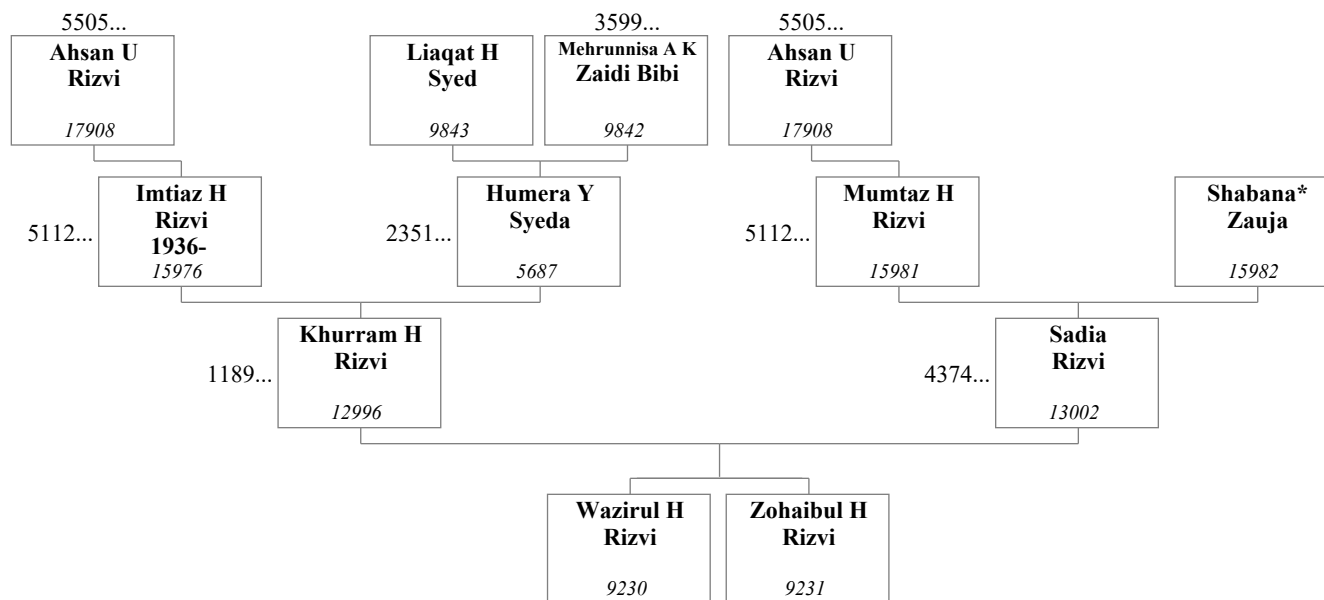 5505...
3599...
5505...
Ahsan U
Rizvi
17908
Liaqat H
Syed
9843
Mehrunnisa A K
Zaidi Bibi
9842
Ahsan U
Rizvi
17908
5112...
Imtiaz H
Rizvi
1936-
15976
2351...
Humera Y
Syeda
5687
5112...
Mumtaz H
Rizvi
15981
Shabana*
Zauja
15982
1189...
Khurram H
Rizvi
12996
4374...
Sadia
Rizvi
13002
Wazirul H
Rizvi
9230
Zohaibul H
Rizvi
9231